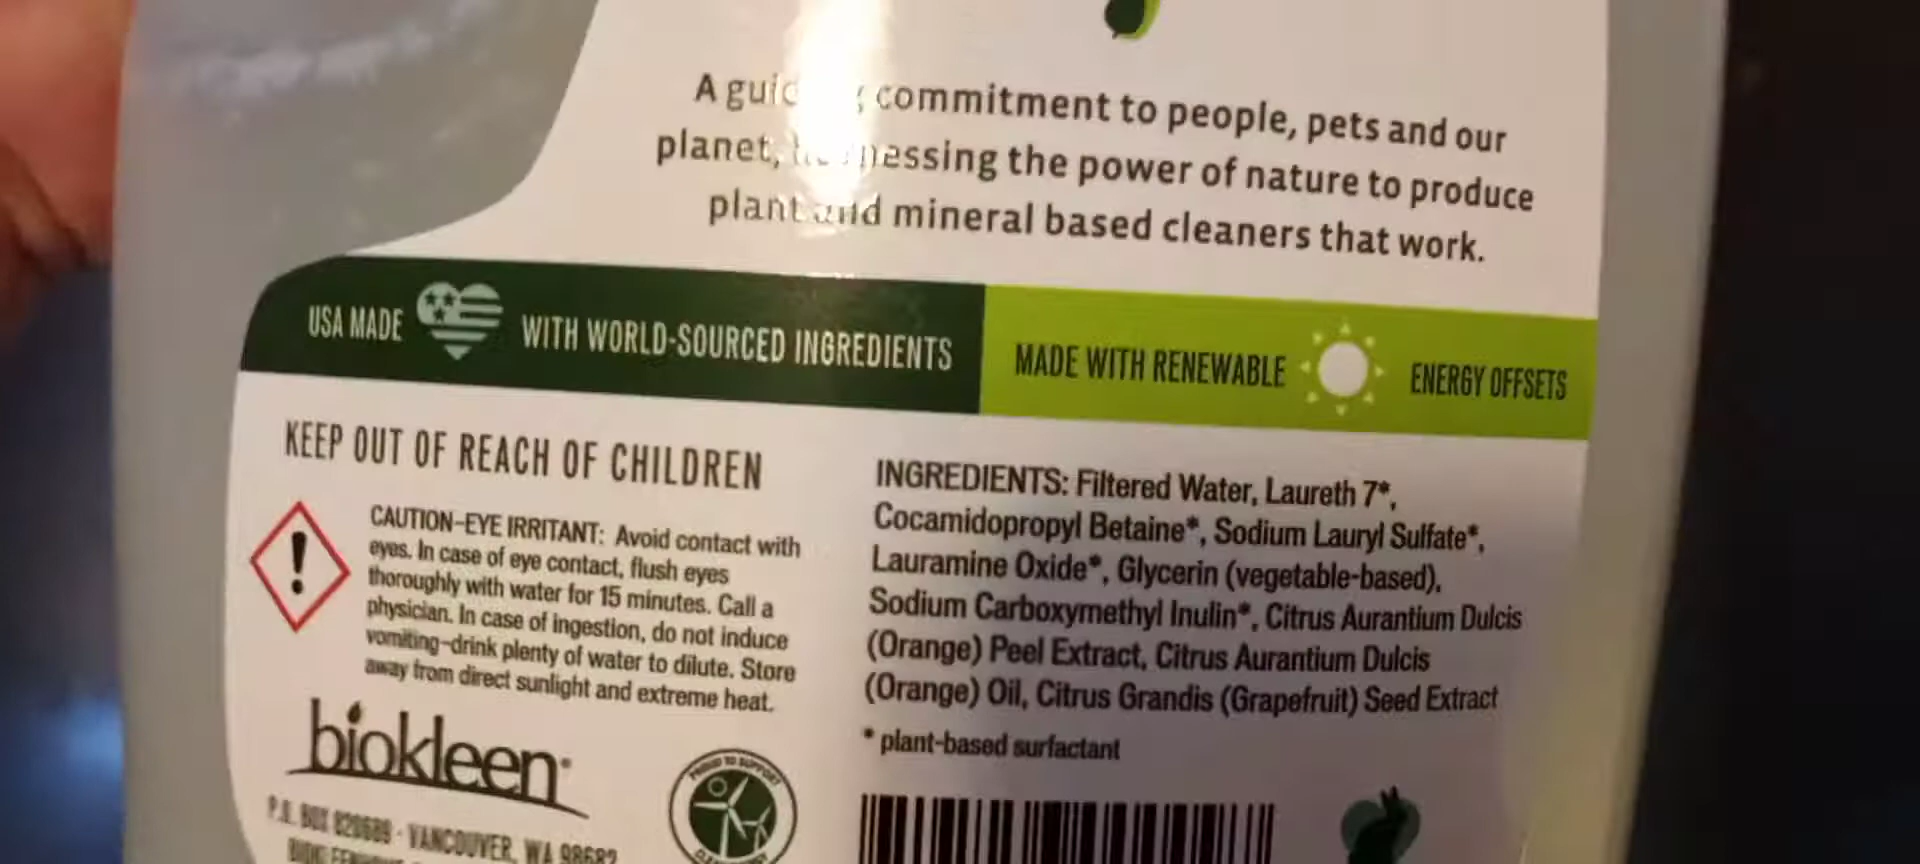 A guiding commitment to people, pets and our
planet, harnessing the power of nature to produce
plant and mineral based cleaners that work.
USA MADE WITH WORLD-SOURCED INGREDIENTS
MADE WITH RENEWABLE ENERGY OFFSETS
KEEP OUT OF REACH OF CHILDREN
CAUTION-EYE IRRITANT: Avoid contact with
eyes. In case of eye contact, flush eyes
thoroughly with water for 15 minutes. Call a
physician. In case of ingestion, do not induce
vomiting-drink plenty of water to dilute. Store
away from direct sunlight and extreme heat.
biokleen
PROUD TO SUPPORT
P.O. BOX 820689 · VANCOUVER, WA 98682
INGREDIENTS: Filtered Water, Laureth 7*,
Cocamidopropyl Betaine*, Sodium Lauryl Sulfate*,
Lauramine Oxide*, Glycerin (vegetable-based),
Sodium Carboxymethyl Inulin*, Citrus Aurantium Dulcis
(Orange) Peel Extract, Citrus Aurantium Dulcis
(Orange) Oil, Citrus Grandis (Grapefruit) Seed Extract
* plant-based surfactant